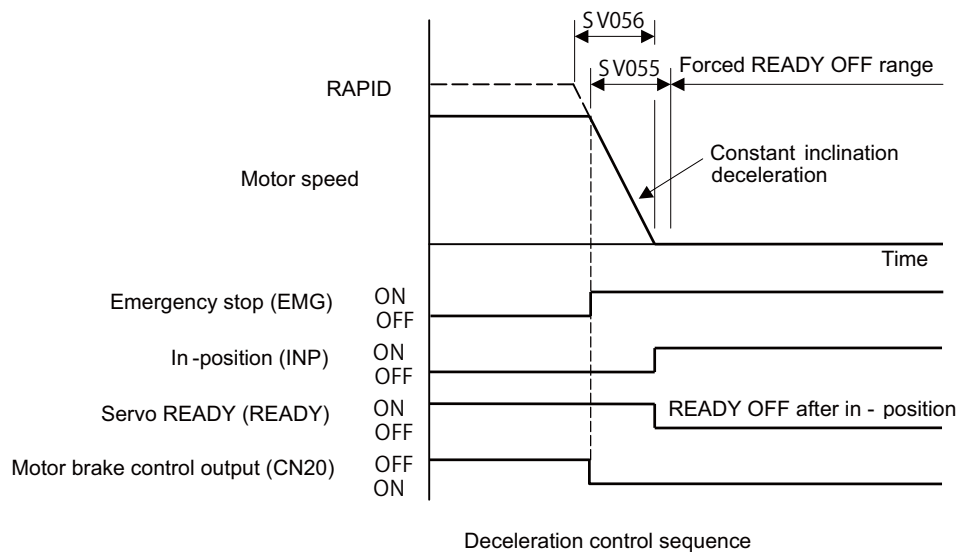 SV056
SV055
Forced READY OFF range
RAPID
Constant inclination
deceleration
Motor speed
Time
Emergency stop (EMG)
ON
OFF
In -position (INP)
ON
OFF
Servo READY (READY)
ON
OFF
READY OFF after in - position
Motor brake control output (CN20)
OFF
ON
Deceleration control sequence